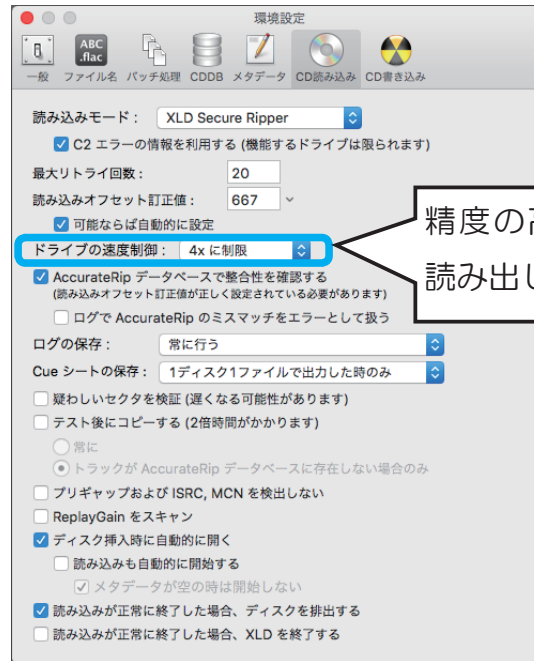 環境設定
ABC
.flac
一般 ファイル名 バッチ処理 CDDB メタデータ CD読み込み CD書き込み
読み込みモード： XLD Secure Ripper
C2 エラーの情報を利用する (機能するドライブは限られます)
最大リトライ回数： 20
読み込みオフセット訂正値： 667
可能ならば自動的に設定
ドライブの速度制御： 4x に制限
精度の高
読み出し
AccurateRip データベースで整合性を確認する
(読み込みオフセット訂正値が正しく設定されている必要があります)
ログで AccurateRip のミスマッチをエラーとして扱う
ログの保存： 常に行う
Cue シートの保存： 1ディスク1ファイルで出力した時のみ
疑わしいセクタを検証 (遅くなる可能性があります)
テスト後にコピーする (2倍時間がかかります)
常に
トラックが AccurateRip データベースに存在しない場合のみ
プリギャップおよび ISRC, MCN を検出しない
ReplayGain をスキャン
ディスク挿入時に自動的に開く
読み込みも自動的に開始する
メタデータが空の時は開始しない
読み込みが正常に終了した場合、ディスクを排出する
読み込みが正常に終了した場合、XLD を終了する